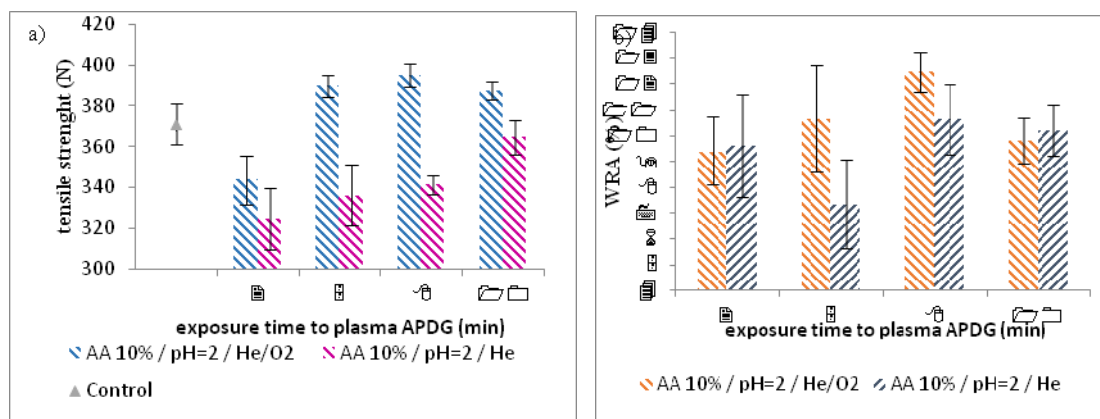 a)
420
400
380
360
340
320
300
tensile strenght (N)
🗎 🗄 🖰 📂📁
exposure time to plasma APDG (min)
AA 10% / pH=2 / He/O2
AA 10% / pH=2 / He
Control
📂🗐
📂🗏
📂🗎
📂📂
📂📁
🖲
🖰
🖮
⌛
🗄
🗐
WRA (%)
🗎 🗄 🖰 📂📁
exposure time to plasma APDG (min)
AA 10% / pH=2 / He/O2
AA 10% / pH=2 / He